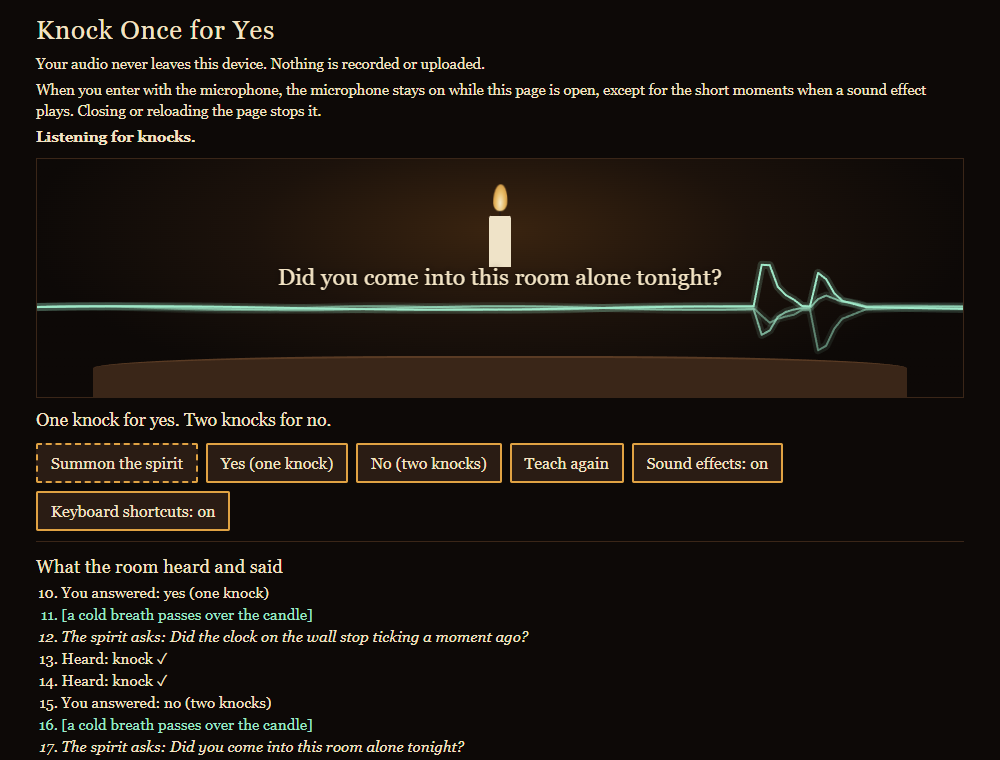 Knock Once for Yes
Your audio never leaves this device. Nothing is recorded or uploaded.
When you enter with the microphone, the microphone stays on while this page is open, except for the short moments when a sound effect
plays. Closing or reloading the page stops it.
Listening for knocks.
Did you come into this room alone tonight?
One knock for yes. Two knocks for no.
Summon the spirit Yes (one knock) No (two knocks) Teach again Sound effects: on
Keyboard shortcuts: on
What the room heard and said
10. You answered: yes (one knock)
11. [a cold breath passes over the candle]
12. The spirit asks: Did the clock on the wall stop ticking a moment ago?
13. Heard: knock ✓
14. Heard: knock ✓
15. You answered: no (two knocks)
16. [a cold breath passes over the candle]
17. The spirit asks: Did you come into this room alone tonight?